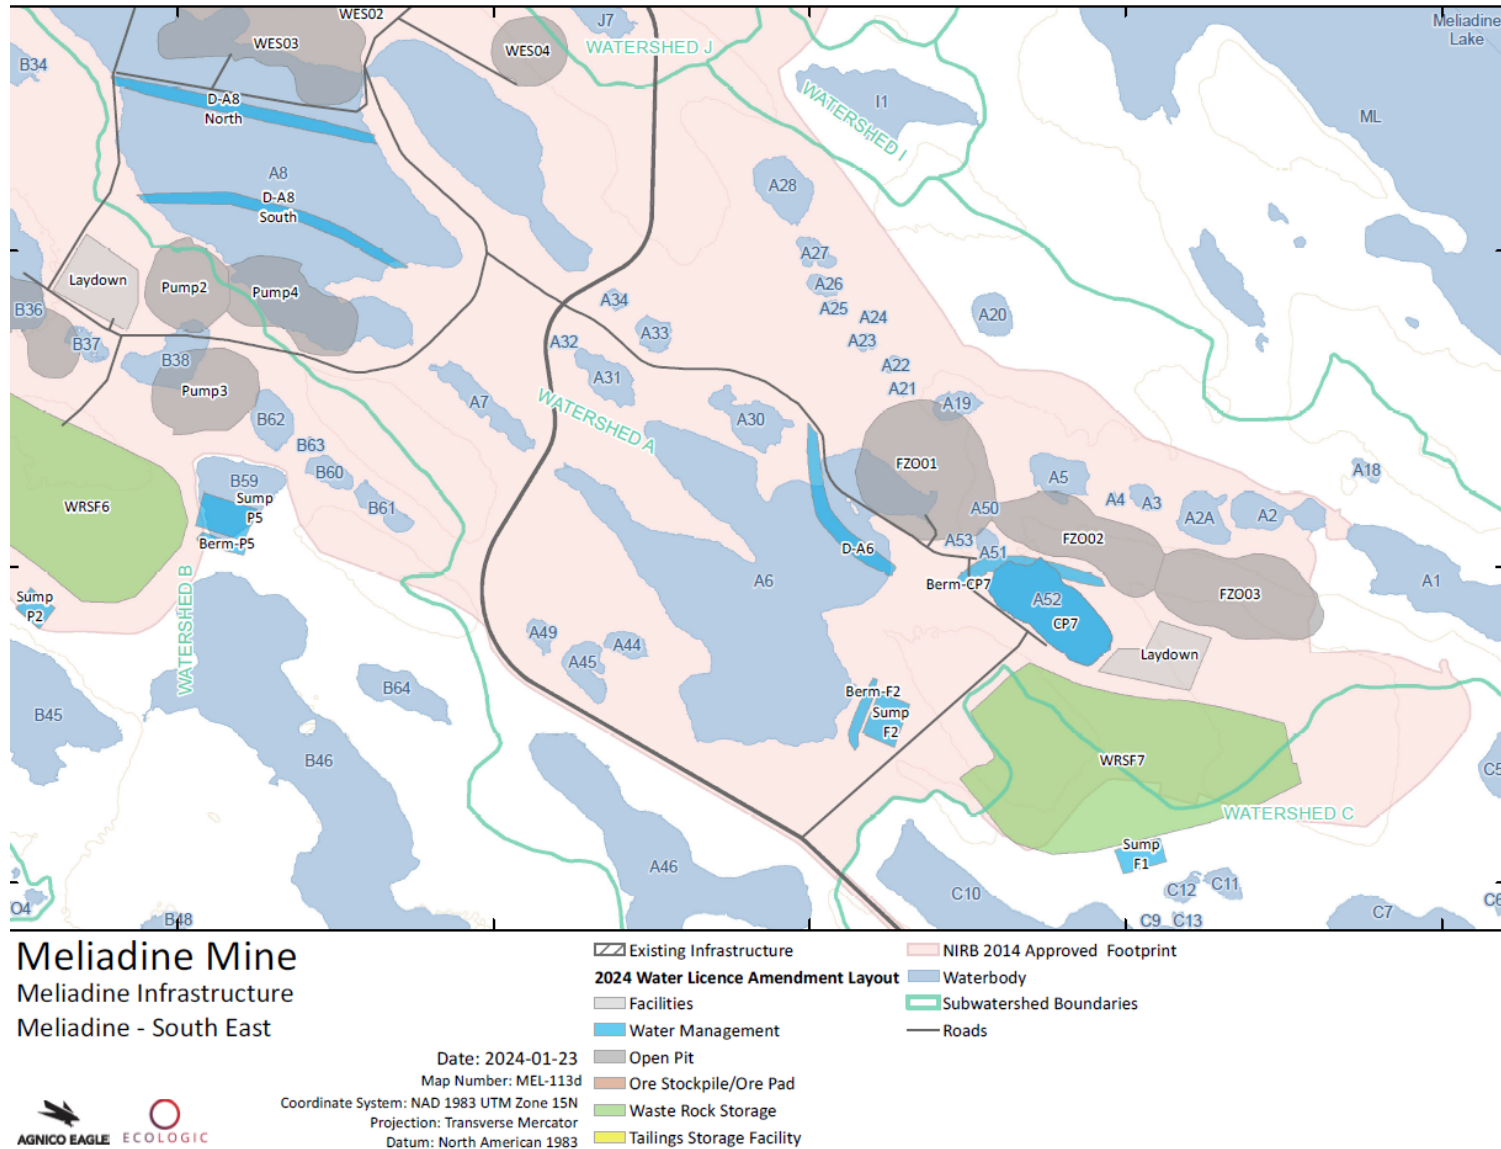 WES02
J7
Meliadine
Lake
WES03
WES04
WATERSHED J
B34
D-A8
North
I1
WATERSHED I
ML
A8
D-A8
South
A28
A27
Laydown
Pump2
Pump4
A26
A34
A25
A24
A20
B36
B37
A33
A32
A23
B38
A31
A22
Pump3
A21
A7
WATERSHED A
A19
B62
A30
B63
FZO01
B60
A5
A18
B59
Sump
P5
WRSF6
B61
A50
A4
A3
A2A
A2
Berm-P5
D-A6
A53
A51
FZO02
A6
Berm-CP7
A1
FZO03
Sump
P2
A52
CP7
WATERSHED B
A49
A44
A45
Laydown
B64
Berm-F2
Sump
F2
B45
B46
WRSF7
C5
WATERSHED C
Sump
F1
A46
C10
C12
C11
O4
B48
C9
C13
C7
C6
Meliadine Mine
Meliadine Infrastructure
Meliadine - South East
Date: 2024-01-23
Map Number: MEL-113d
Coordinate System: NAD 1983 UTM Zone 15N
Projection: Transverse Mercator
Datum: North American 1983
AGNICO EAGLE
ECOLOGIC
Existing Infrastructure
2024 Water Licence Amendment Layout
Facilities
Water Management
Open Pit
Ore Stockpile/Ore Pad
Waste Rock Storage
Tailings Storage Facility
NIRB 2014 Approved Footprint
Waterbody
Subwatershed Boundaries
Roads